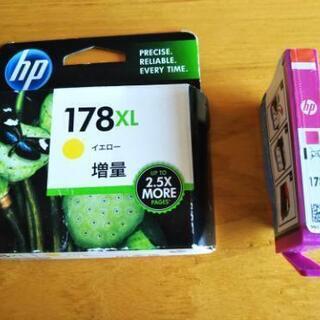 hp
PRECISE.
RELIABLE.
EVERY TIME.
178XL
イエロー
増量
UP TO
2.5X
MORE
PAGES
hp
178